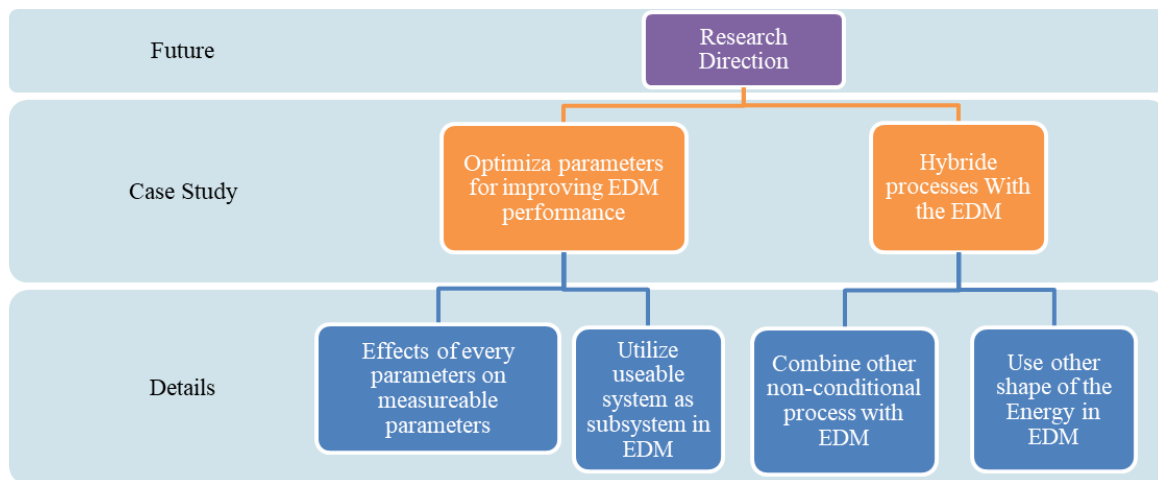 Future
Research
Direction
Case Study
Optimiza parameters
for improving EDM
performance
Hybride
processes With
the EDM
Details
Effects of every
parameters on
measureable
parameters
Utilize
useable
system as
subsystem in
EDM
Combine other
non-conditional
process with
EDM
Use other
shape of the
Energy in
EDM